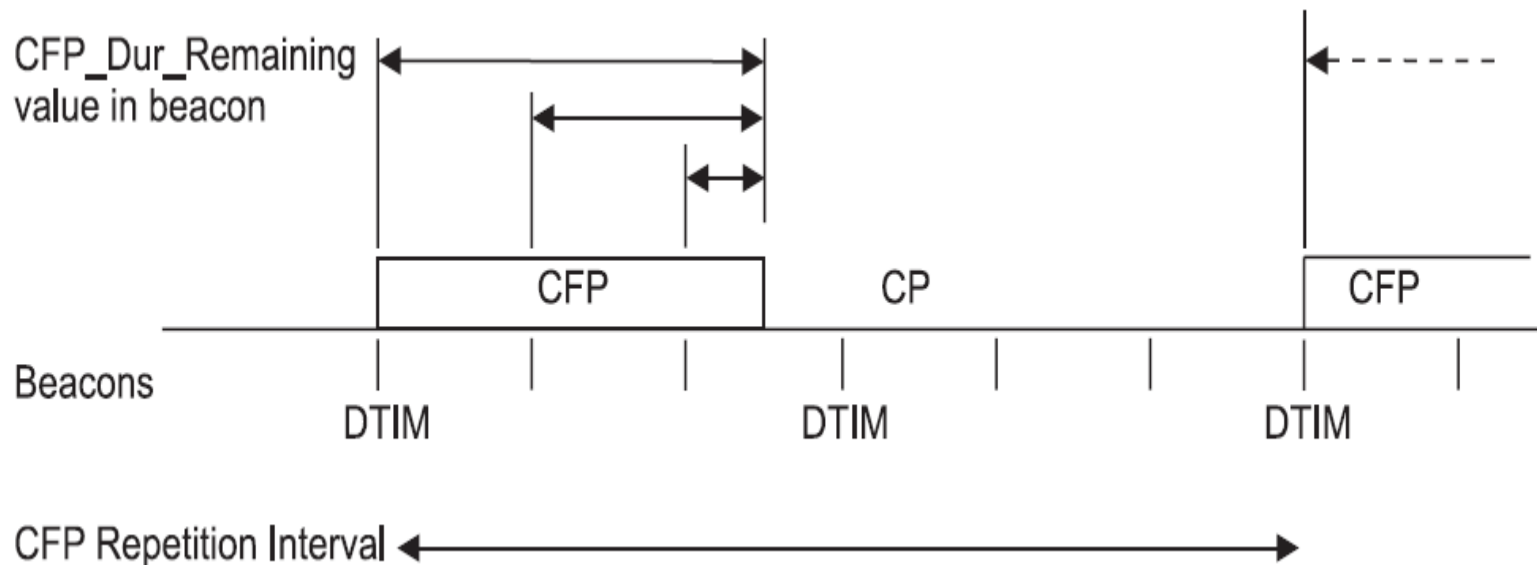 CFP_Dur_Remaining
value in beacon
CFP CP CFP
Beacons
DTIM DTIM DTIM
CFP Repetition Interval